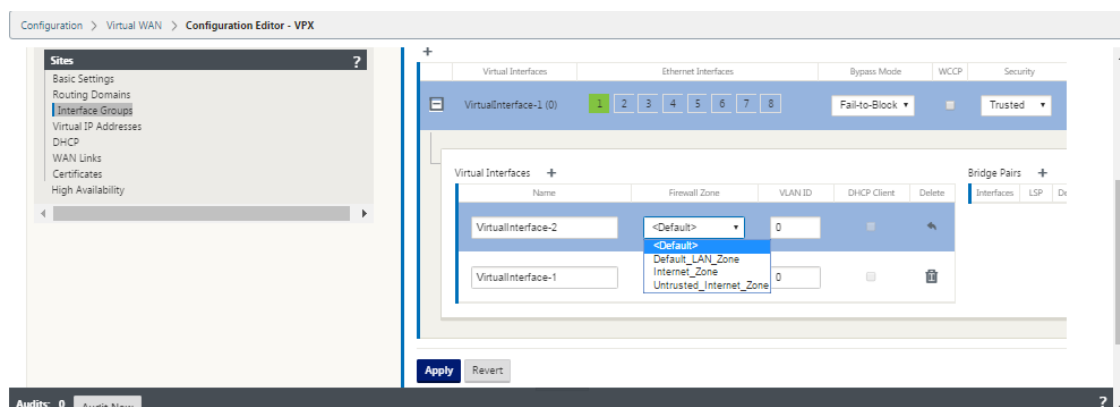 Configuration > Virtual WAN > Configuration Editor - VPX
Sites ?
Basic Settings
Routing Domains
Interface Groups
Virtual IP Addresses
DHCP
WAN Links
Certificates
High Availability
+
Virtual Interfaces Ethernet Interfaces Bypass Mode WCCP Security
VirtualInterface-1 (0) 1 2 3 4 5 6 7 8 Fail-to-Block Trusted
Virtual Interfaces +
Name Firewall Zone VLAN ID DHCP Client Delete
VirtualInterface-2 <Default> 0
<Default>
Default_LAN_Zone
Internet_Zone
Untrusted_Internet_Zone
VirtualInterface-1 0
Bridge Pairs +
Interfaces LSP De
Apply Revert
Audits: 0 Audit Now ?